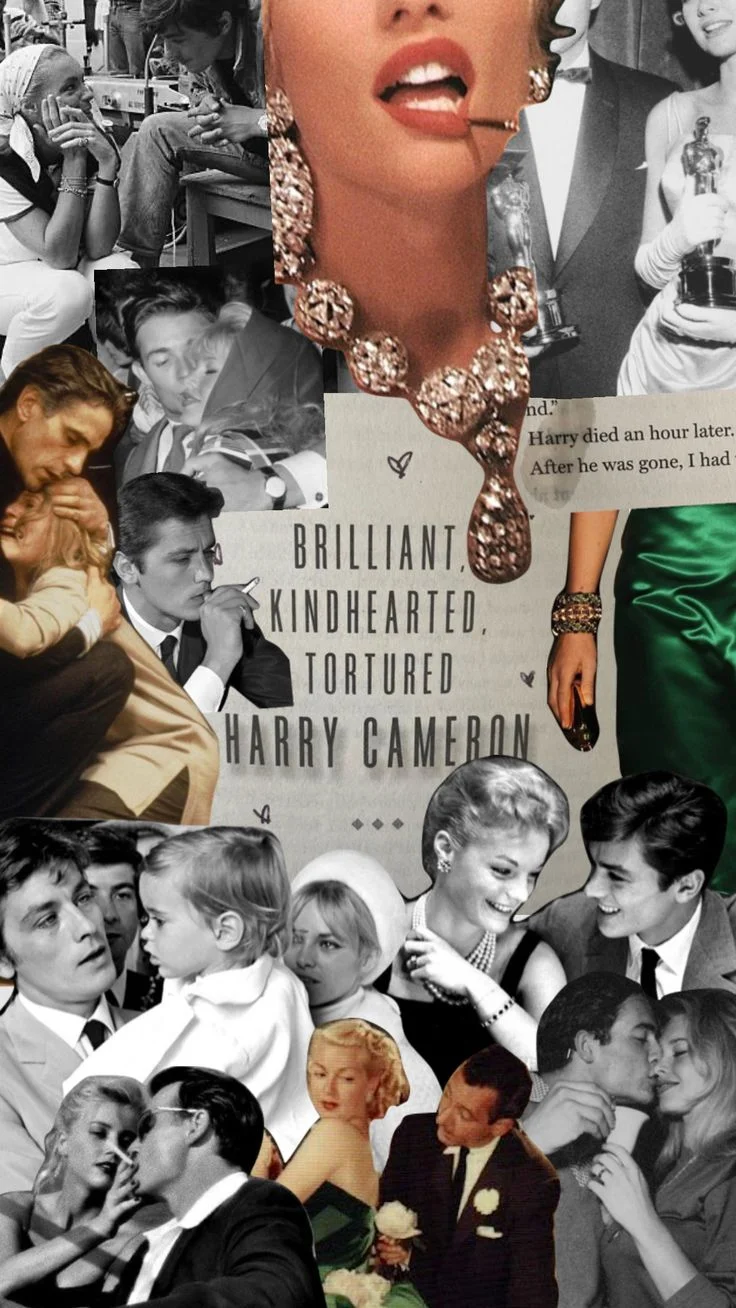 nd."
Harry died an hour later.
After he was gone, I had
BRILLIANT,
KINDHEARTED,
TORTURED
HARRY CAMERON